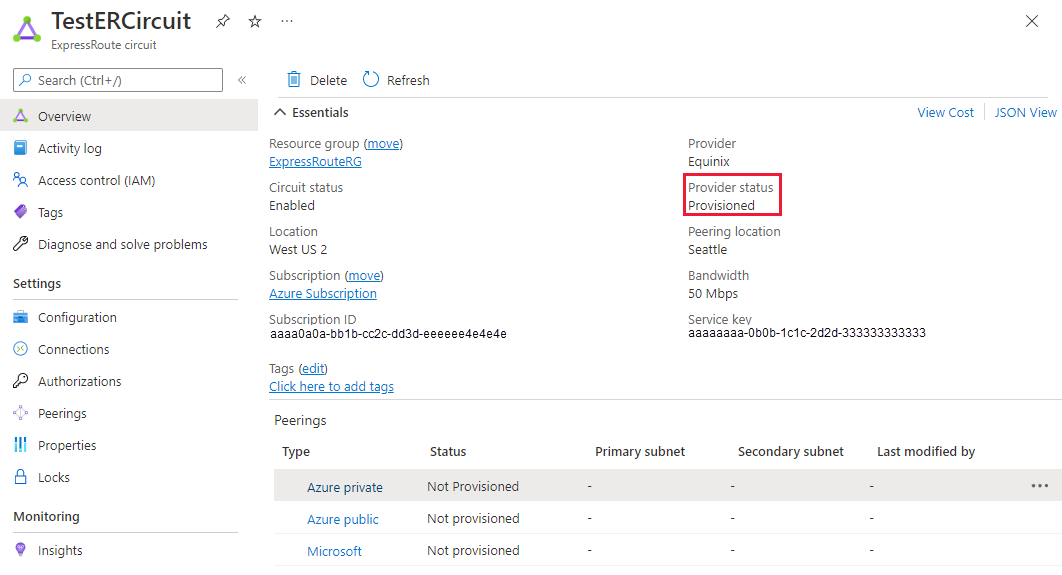 TestERCircuit
ExpressRoute circuit
Search (Ctrl+/)
Overview
Activity log
Access control (IAM)
Tags
Diagnose and solve problems
Settings
Configuration
Connections
Authorizations
Peerings
Properties
Locks
Monitoring
Insights
Delete Refresh
Essentials
View Cost JSON View
Resource group (move)
ExpressRouteRG
Circuit status
Enabled
Location
West US 2
Subscription (move)
Azure Subscription
Subscription ID
aaaa0a0a-bb1b-cc2c-dd3d-eeeeee4e4e4e
Tags (edit)
Click here to add tags
Provider
Equinix
Provider status
Provisioned
Peering location
Seattle
Bandwidth
50 Mbps
Service key
aaaaaaaa-0b0b-1c1c-2d2d-333333333333
Peerings
Type Status Primary subnet Secondary subnet Last modified by
Azure private Not Provisioned - - -
Azure public Not provisioned - - -
Microsoft Not provisioned - - -